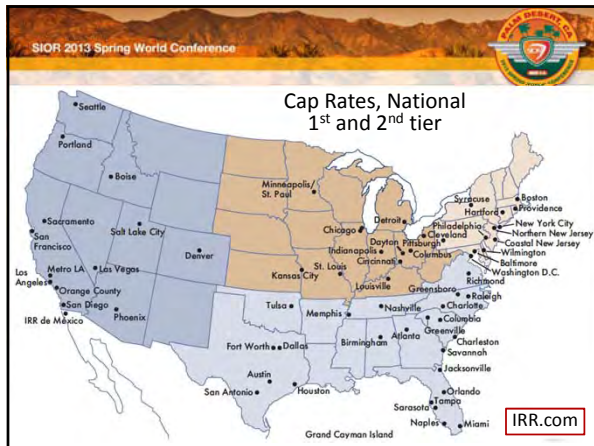 SIOR 2013 Spring World Conference
PALM DESERT, CA
Cap Rates, National
1st and 2nd tier
Seattle
Portland
Boise
Minneapolis/
St. Paul
Syracuse
Boston
Hartford
Providence
Detroit
Sacramento
Salt Lake City
Chicago
Philadelphia
New York City
Cleveland
Northern New Jersey
San
Francisco
Denver
Dayton
Pittsburgh
Coastal New Jersey
Indianapolis
Columbus
Wilmington
Cincinnati
Baltimore
Kansas City
St. Louis
Washington D.C.
Los
Angeles
Metro LA
Las Vegas
Louisville
Richmond
Orange County
Greensboro
Raleigh
San Diego
Tulsa
Memphis
Nashville
Charlotte
IRR de México
Phoenix
Columbia
Greenville
Fort Worth
Dallas
Birmingham
Atlanta
Charleston
Savannah
Austin
Jacksonville
San Antonio
Houston
Orlando
Tampa
Sarasota
Naples
Miami
Grand Cayman Island
IRR.com